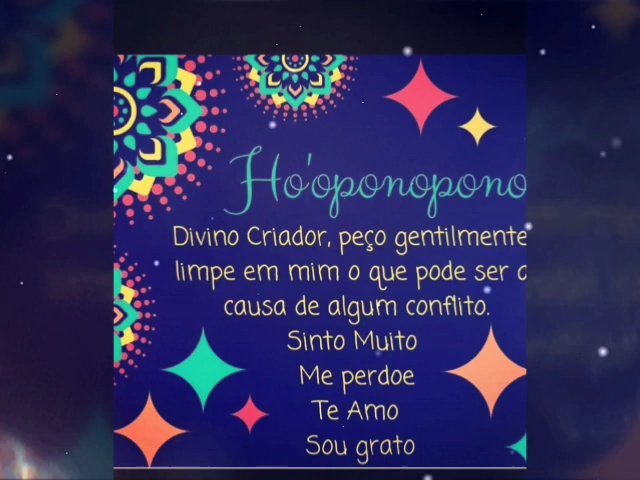 Ho'oponopono
Divino Criador, peço gentilmente
limpe em mim o que pode ser a
causa de algum conflito.
Sinto Muito
Me perdoe
Te Amo
Sou grato